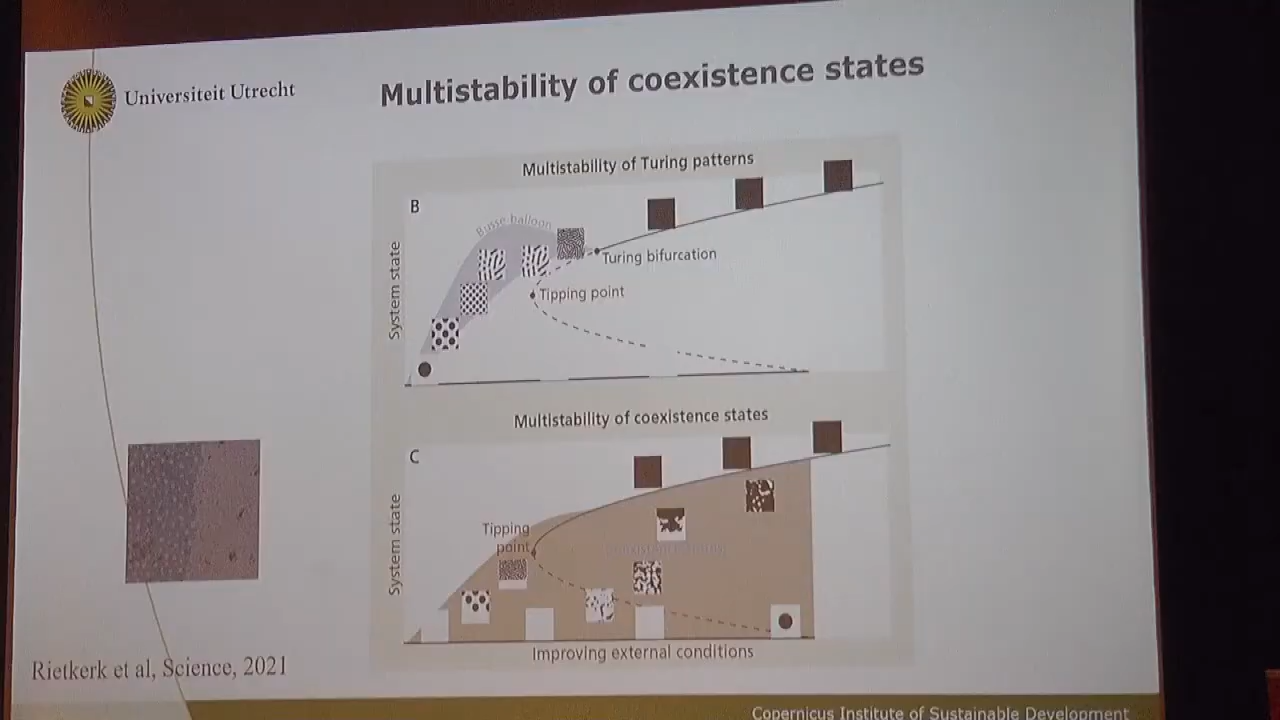 Universiteit Utrecht
Multistability of coexistence states
Multistability of Turing patterns
B
Busse balloon
Turing bifurcation
Tipping point
System state
Multistability of coexistence states
C
Tipping
point
System state
Improving external conditions
Rietkerk et al, Science, 2021
Copernicus Institute of Sustainable Development